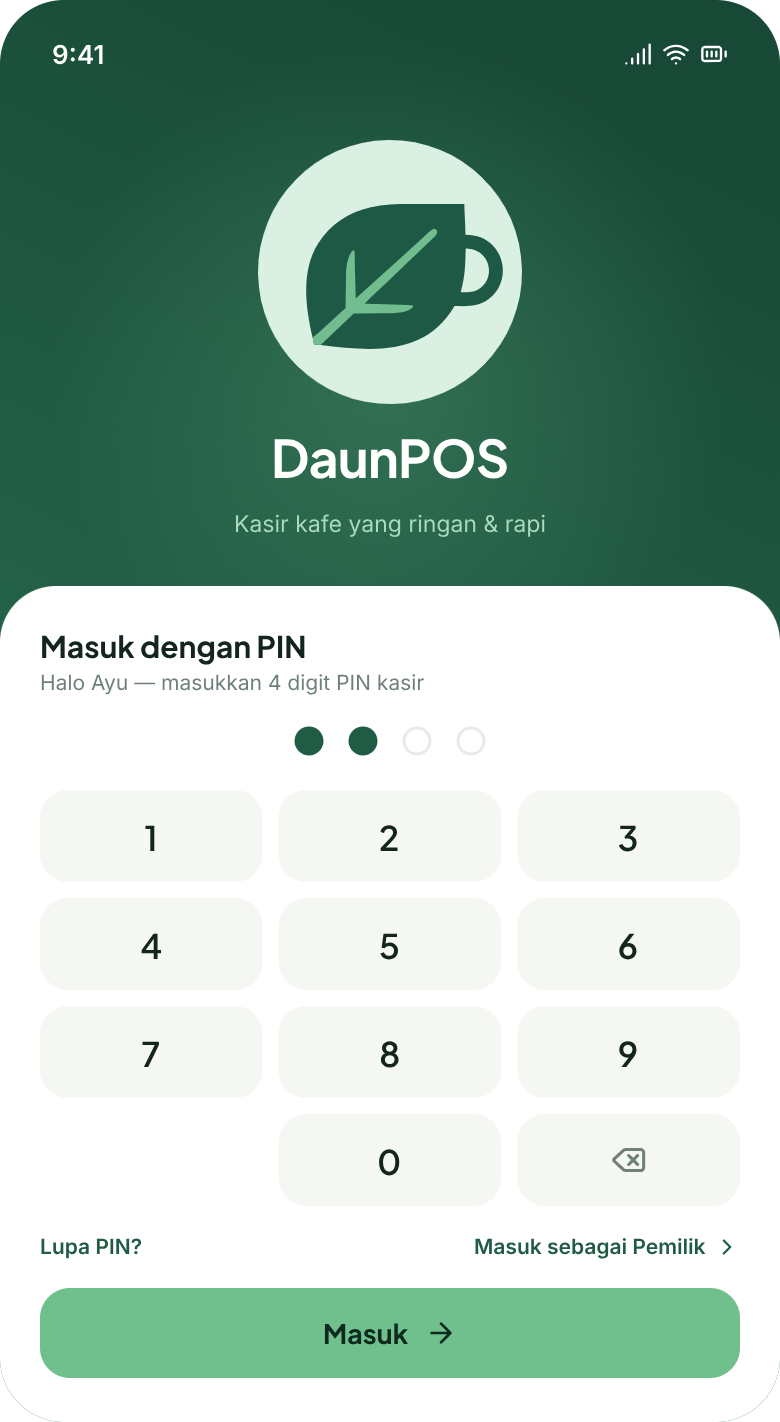 9:41
DaunPOS
Kasir kafe yang ringan & rapi
Masuk dengan PIN
Halo Ayu — masukkan 4 digit PIN kasir
1 2 3
4 5 6
7 8 9
0
Lupa PIN? Masuk sebagai Pemilik
Masuk